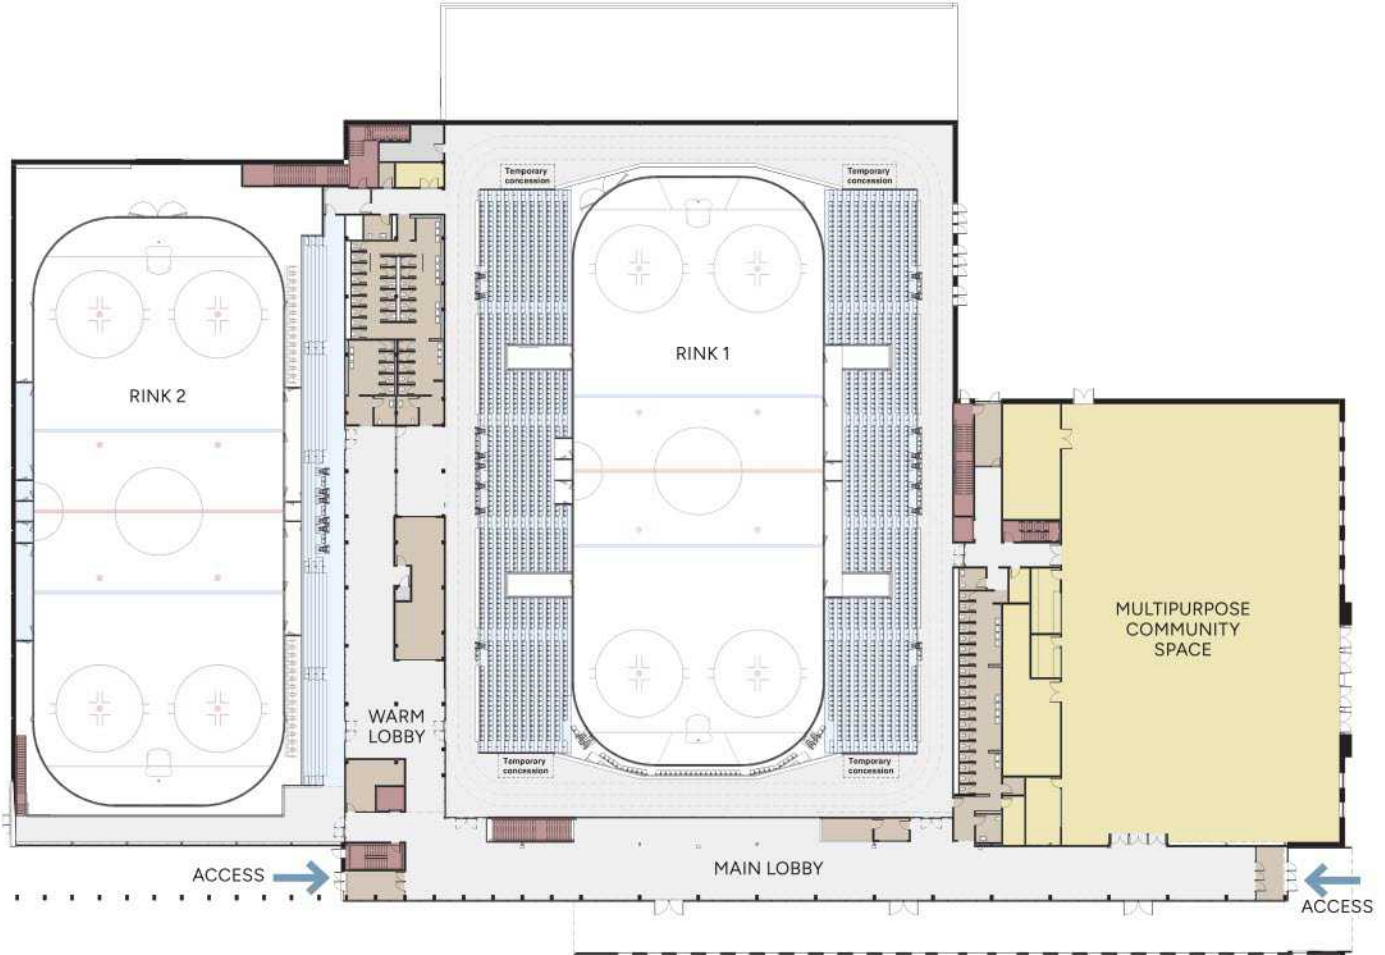 Temporary
concession
Temporary
concession
RINK 1
RINK 2
MULTIPURPOSE
COMMUNITY
SPACE
WARM
LOBBY
Temporary
concession
Temporary
concession
MAIN LOBBY
ACCESS
ACCESS